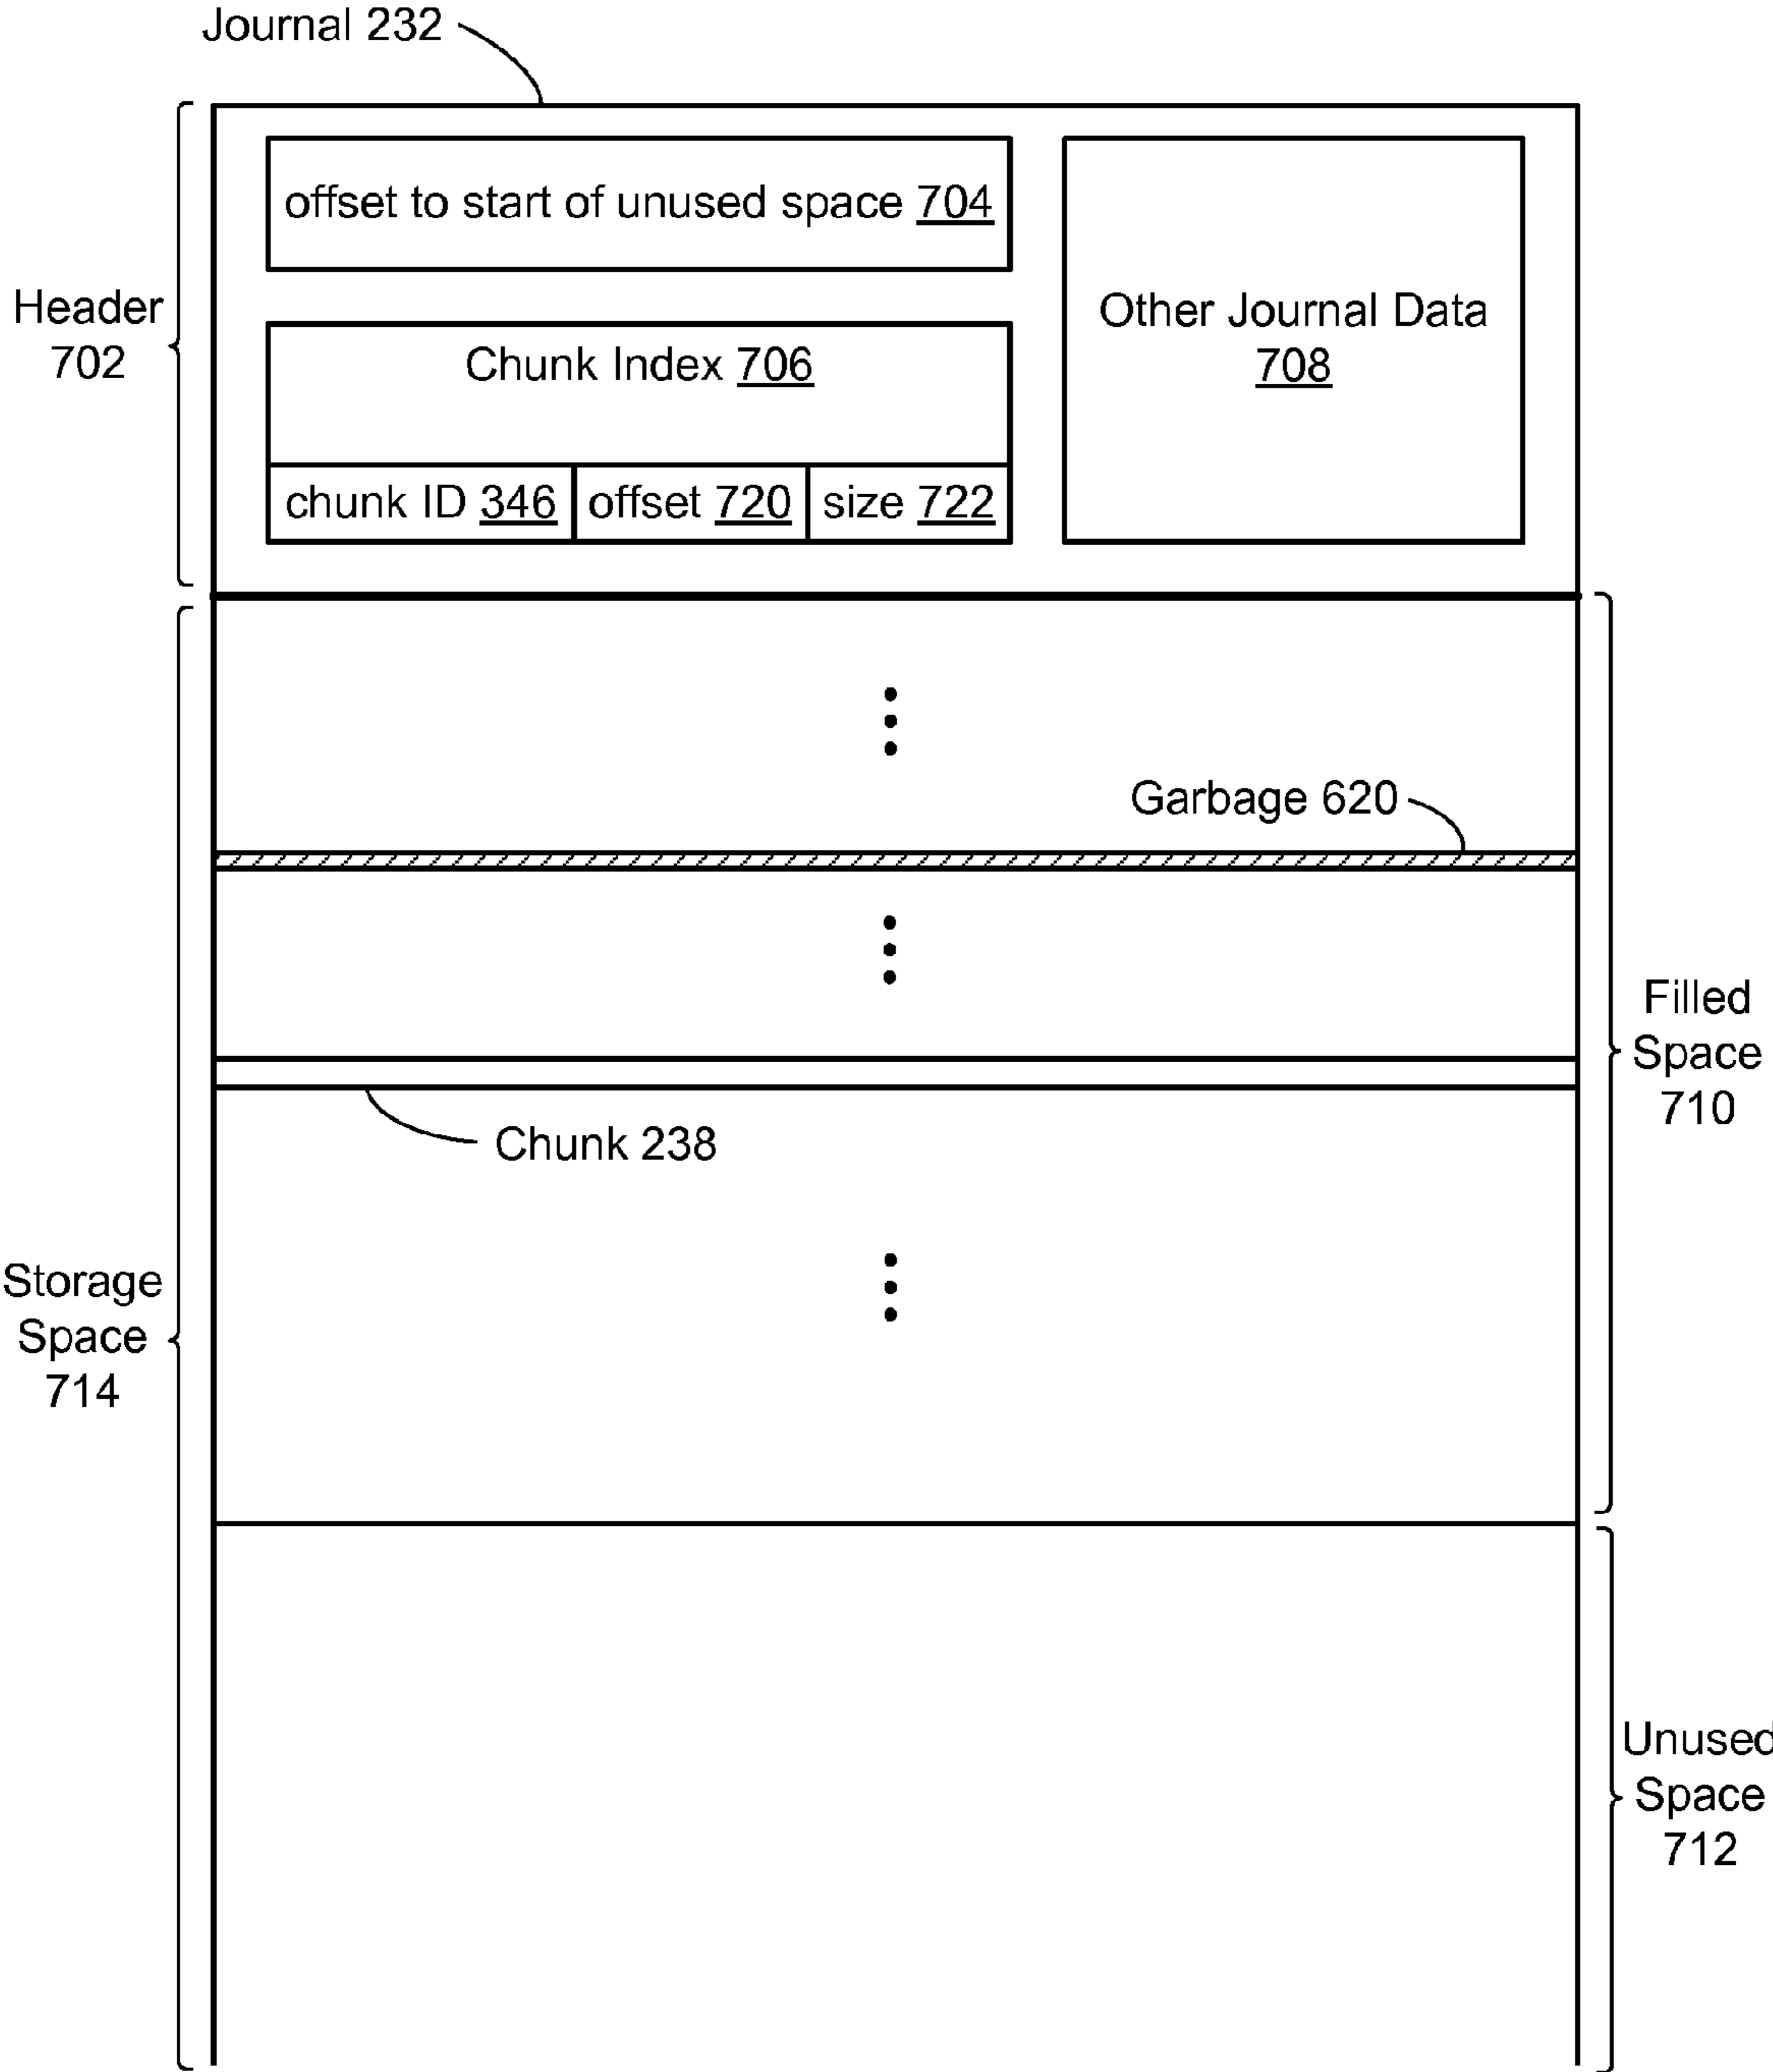 Journal 232
offset to start of unused space 704
Other Journal Data
708
Header
702
Chunk Index 706
chunk ID 346
offset 720
size 722
Garbage 620
Filled
Space
710
Chunk 238
Storage
Space
714
Unused
Space
712